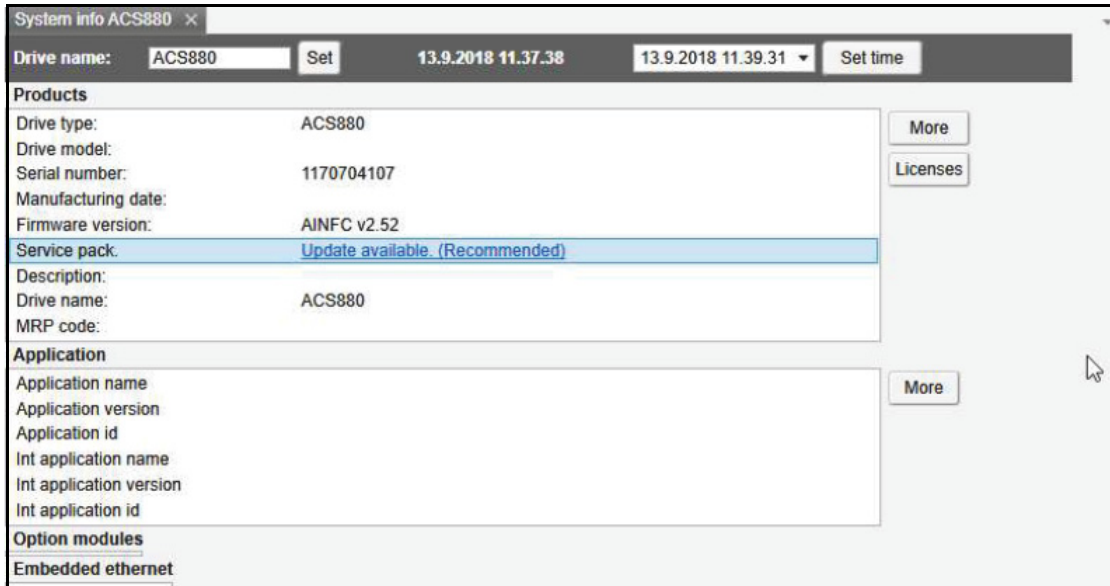 System info ACS880 ×
Drive name: ACS880 Set 13.9.2018 11.37.38 13.9.2018 11.39.31 Set time
Products
Drive type: ACS880 More
Drive model:
Serial number: 1170704107 Licenses
Manufacturing date:
Firmware version: AINFC v2.52
Service pack. Update available. (Recommended)
Description:
Drive name: ACS880
MRP code:
Application
Application name More
Application version
Application id
Int application name
Int application version
Int application id
Option modules
Embedded ethernet